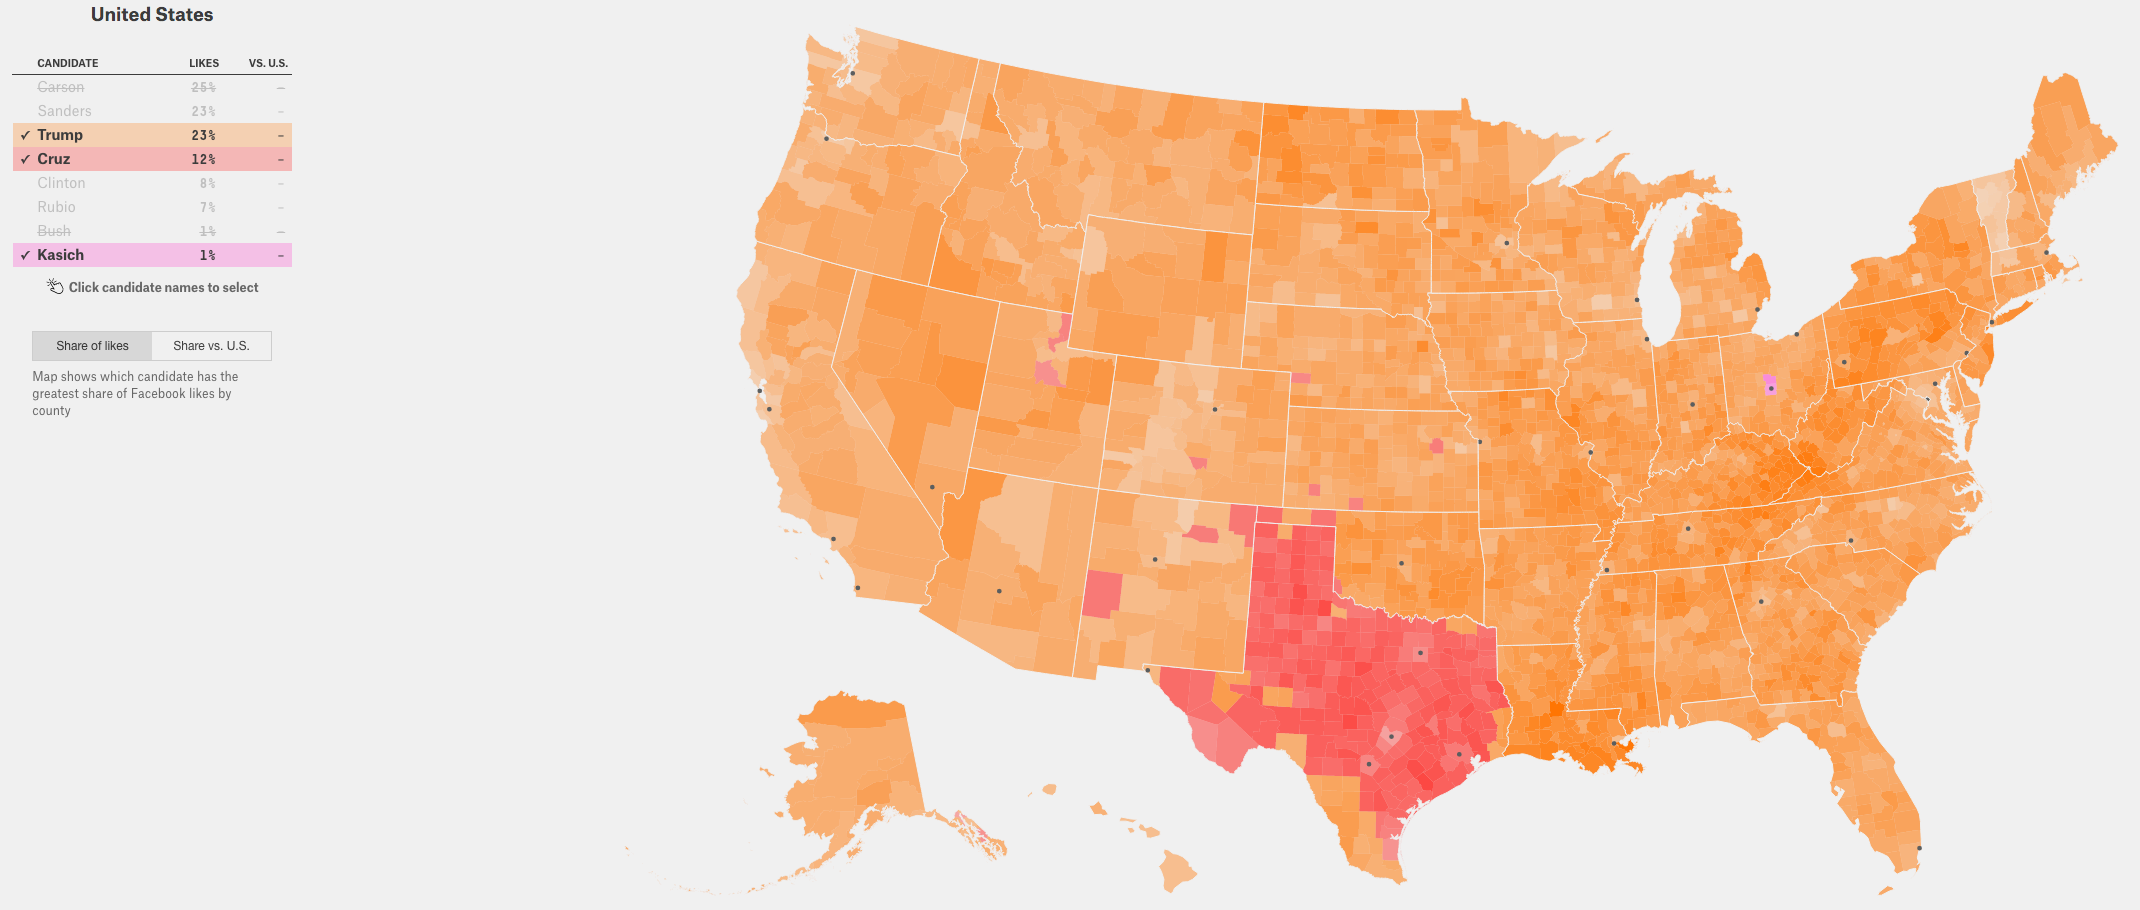 United States
CANDIDATE LIKES VS. U.S.
Carson 25% –
Sanders 23% –
✓ Trump 23% –
✓ Cruz 12% –
Clinton 8% –
Rubio 7% –
Bush 1% –
✓ Kasich 1% –
Click candidate names to select
Share of likes Share vs. U.S.
Map shows which candidate has the
greatest share of Facebook likes by
county